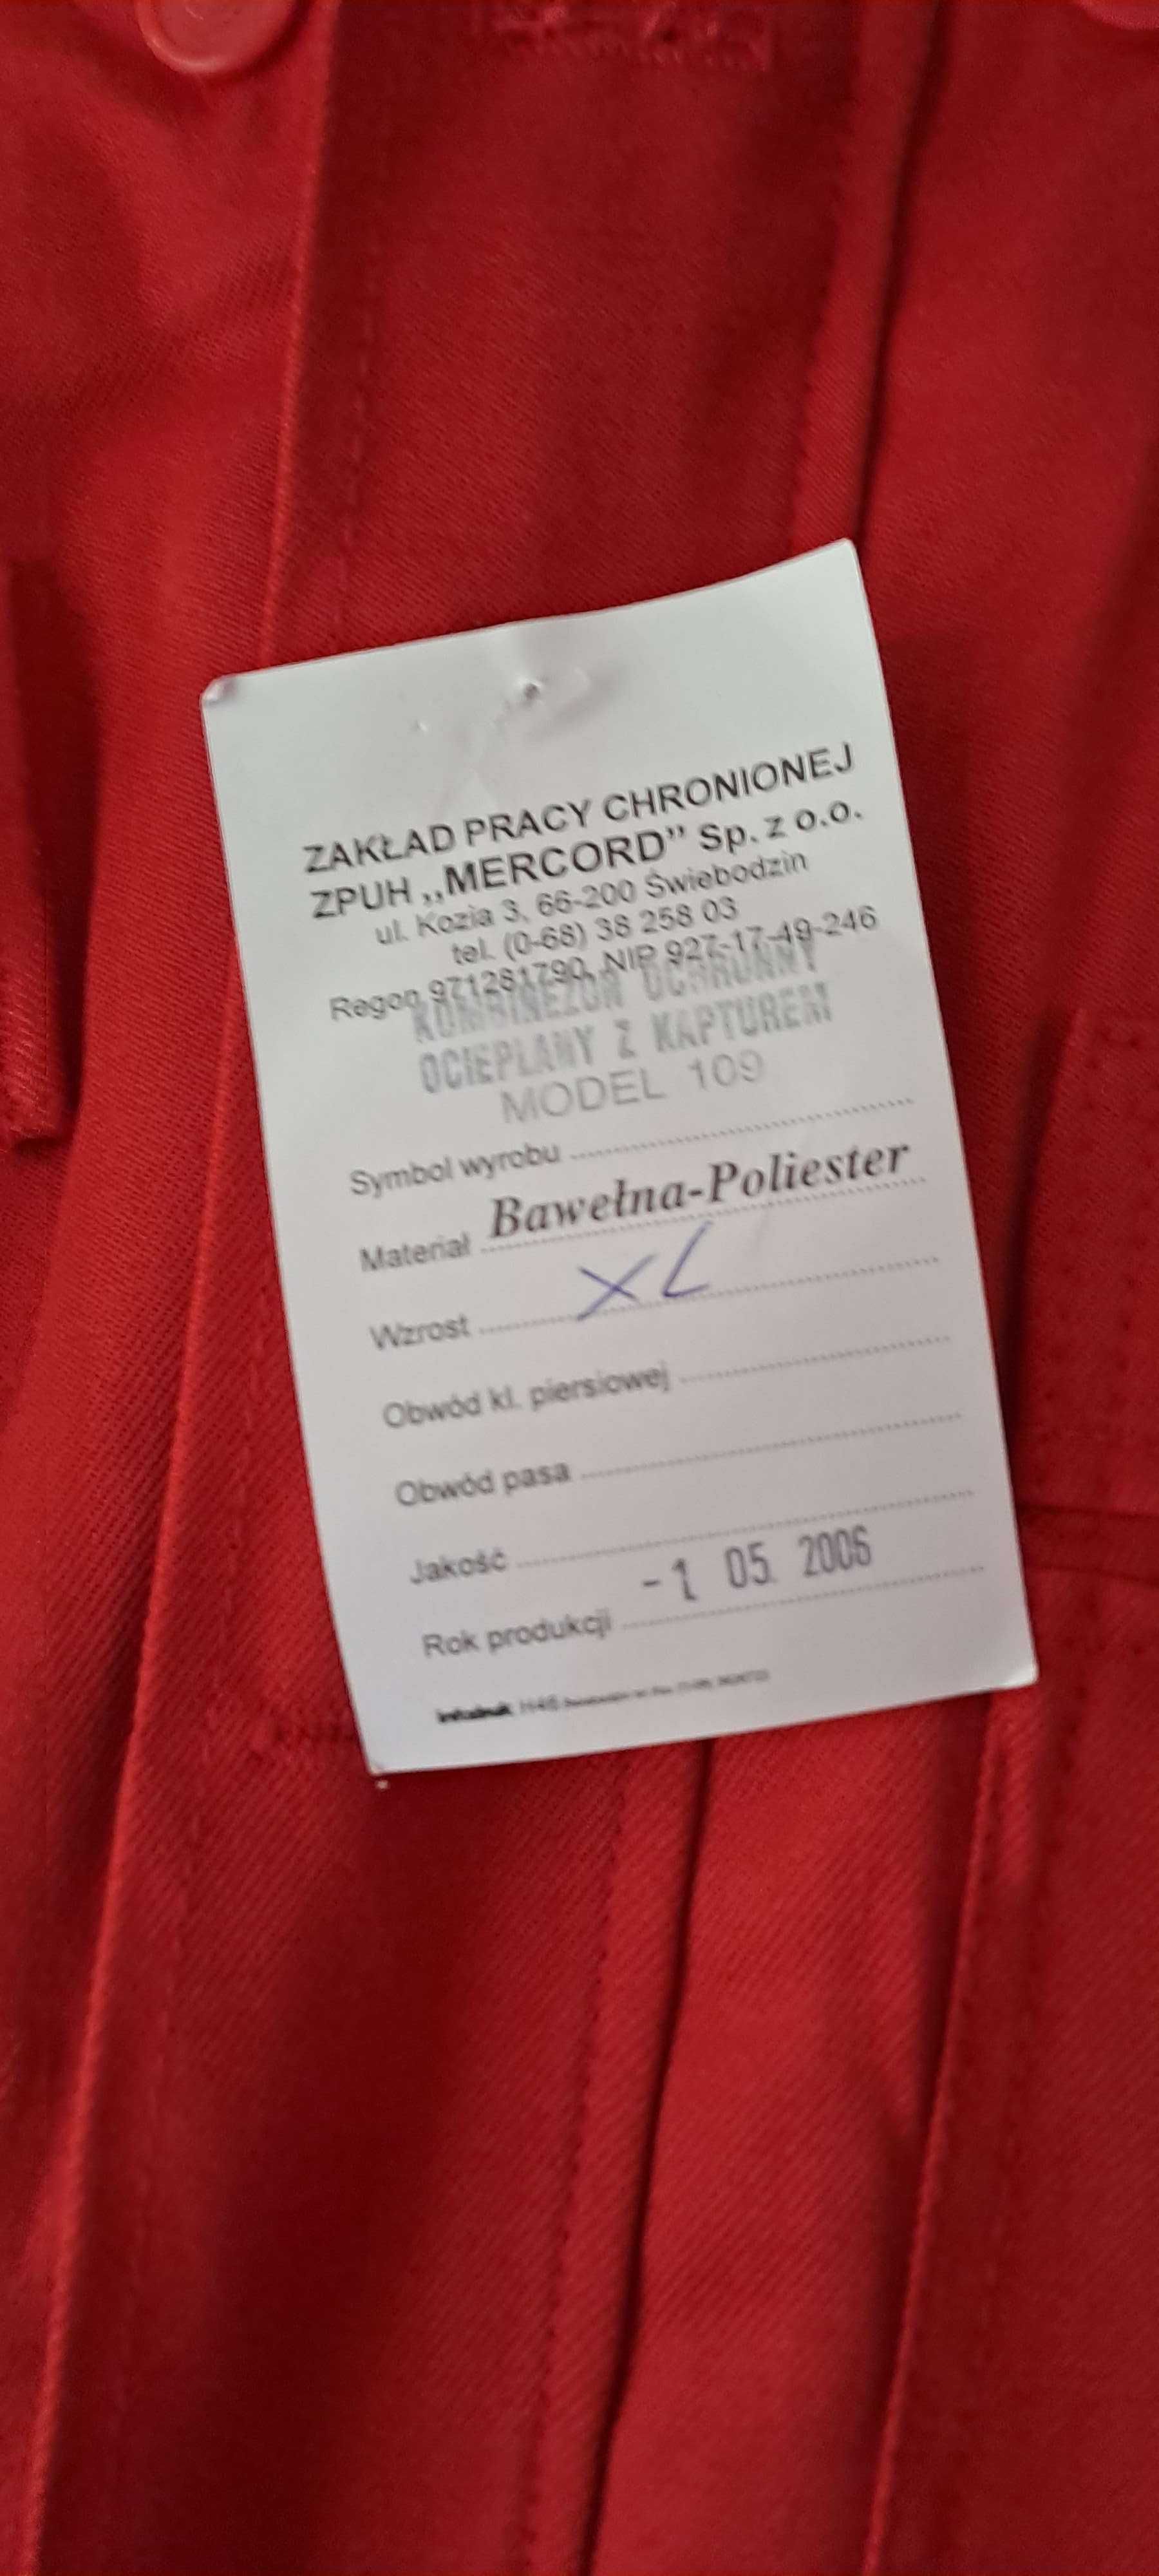 ZAKŁAD PRACY CHRONIONEJ
ZPUH „MERCORD” Sp. z o.o.
ul. Kozia 3, 66-200 Świebodzin
tel. (0-68) 38 258 03
Regon 971281790, NIP 927-17-49-246
KOMBINEZON OCHRONNY
OCIEPLANY Z KAPTUREM
MODEL 109
Symbol wyrobu
Materiał Bawełna-Poliester
Wzrost XL
Obwód kl. piersiowej
Obwód pasa
Jakość
Rok produkcji -1 05. 2006